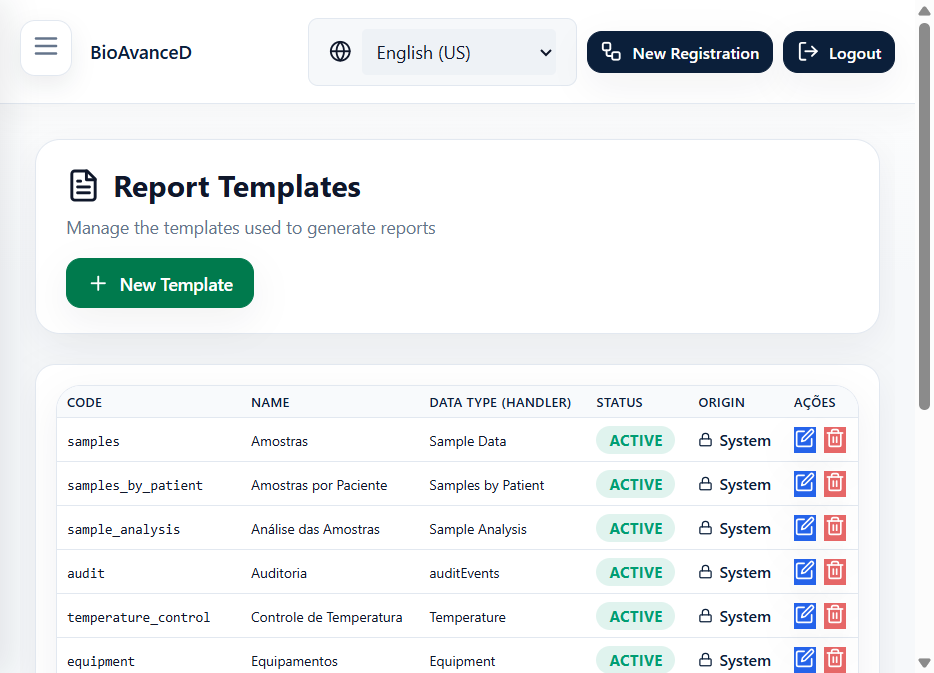 BioAvanceD
English (US)
New Registration
Logout
Report Templates
Manage the templates used to generate reports
New Template
CODE NAME DATA TYPE (HANDLER) STATUS ORIGIN AÇÕES
samples Amostras Sample Data ACTIVE System
samples_by_patient Amostras por Paciente Samples by Patient ACTIVE System
sample_analysis Análise das Amostras Sample Analysis ACTIVE System
audit Auditoria auditEvents ACTIVE System
temperature_control Controle de Temperatura Temperature ACTIVE System
equipment Equipamentos Equipment ACTIVE System